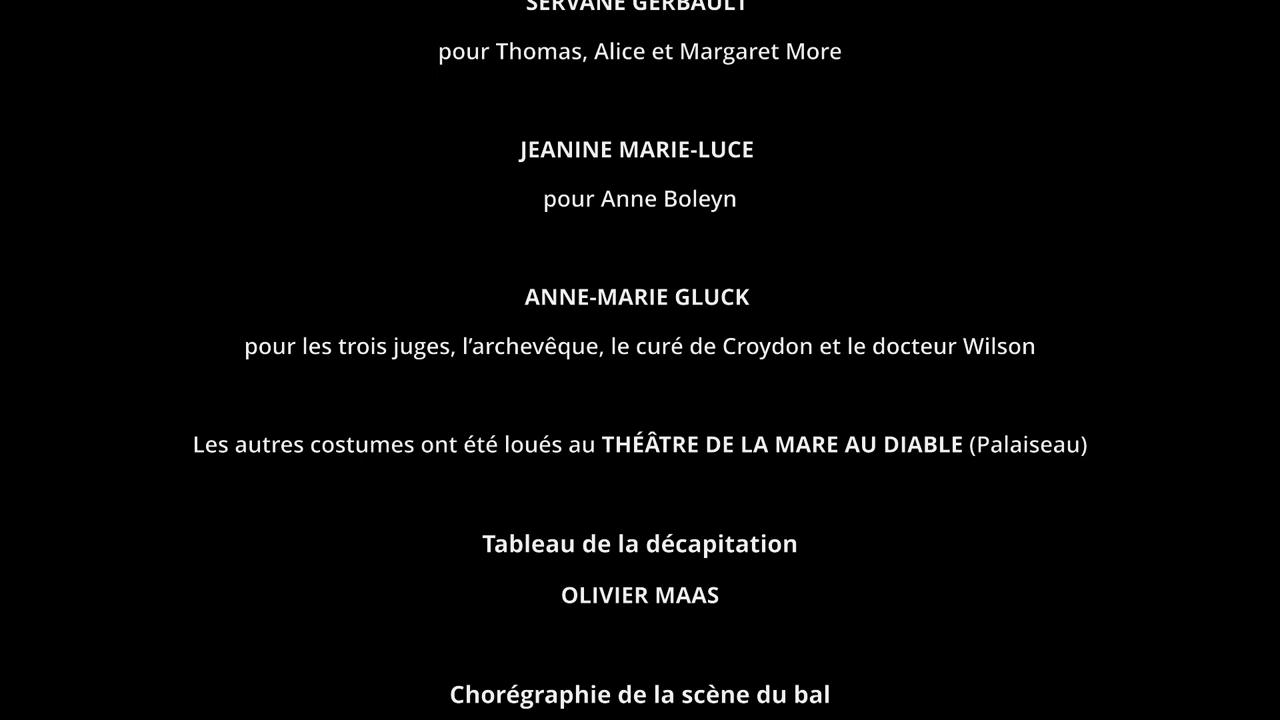 SERVANE GERBAULT
pour Thomas, Alice et Margaret More
JEANINE MARIE-LUCE
pour Anne Boleyn
ANNE-MARIE GLUCK
pour les trois juges, l’archevêque, le curé de Croydon et le docteur Wilson
Les autres costumes ont été loués au THÉÂTRE DE LA MARE AU DIABLE (Palaiseau)
Tableau de la décapitation
OLIVIER MAAS
Chorégraphie de la scène du bal